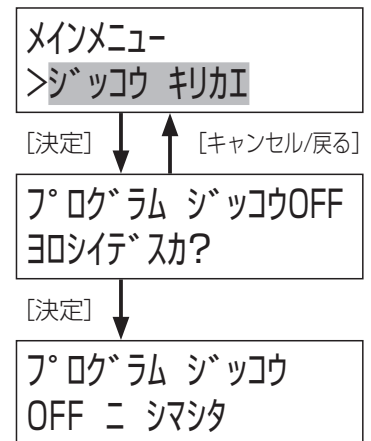 メインメニュー
>ジッコウ キリカエ
[決定] [キャンセル/戻る]
プログラム ジッコウOFF
ヨロシイデスカ?
[決定]
プログラム ジッコウ
OFF ニ シマシタ